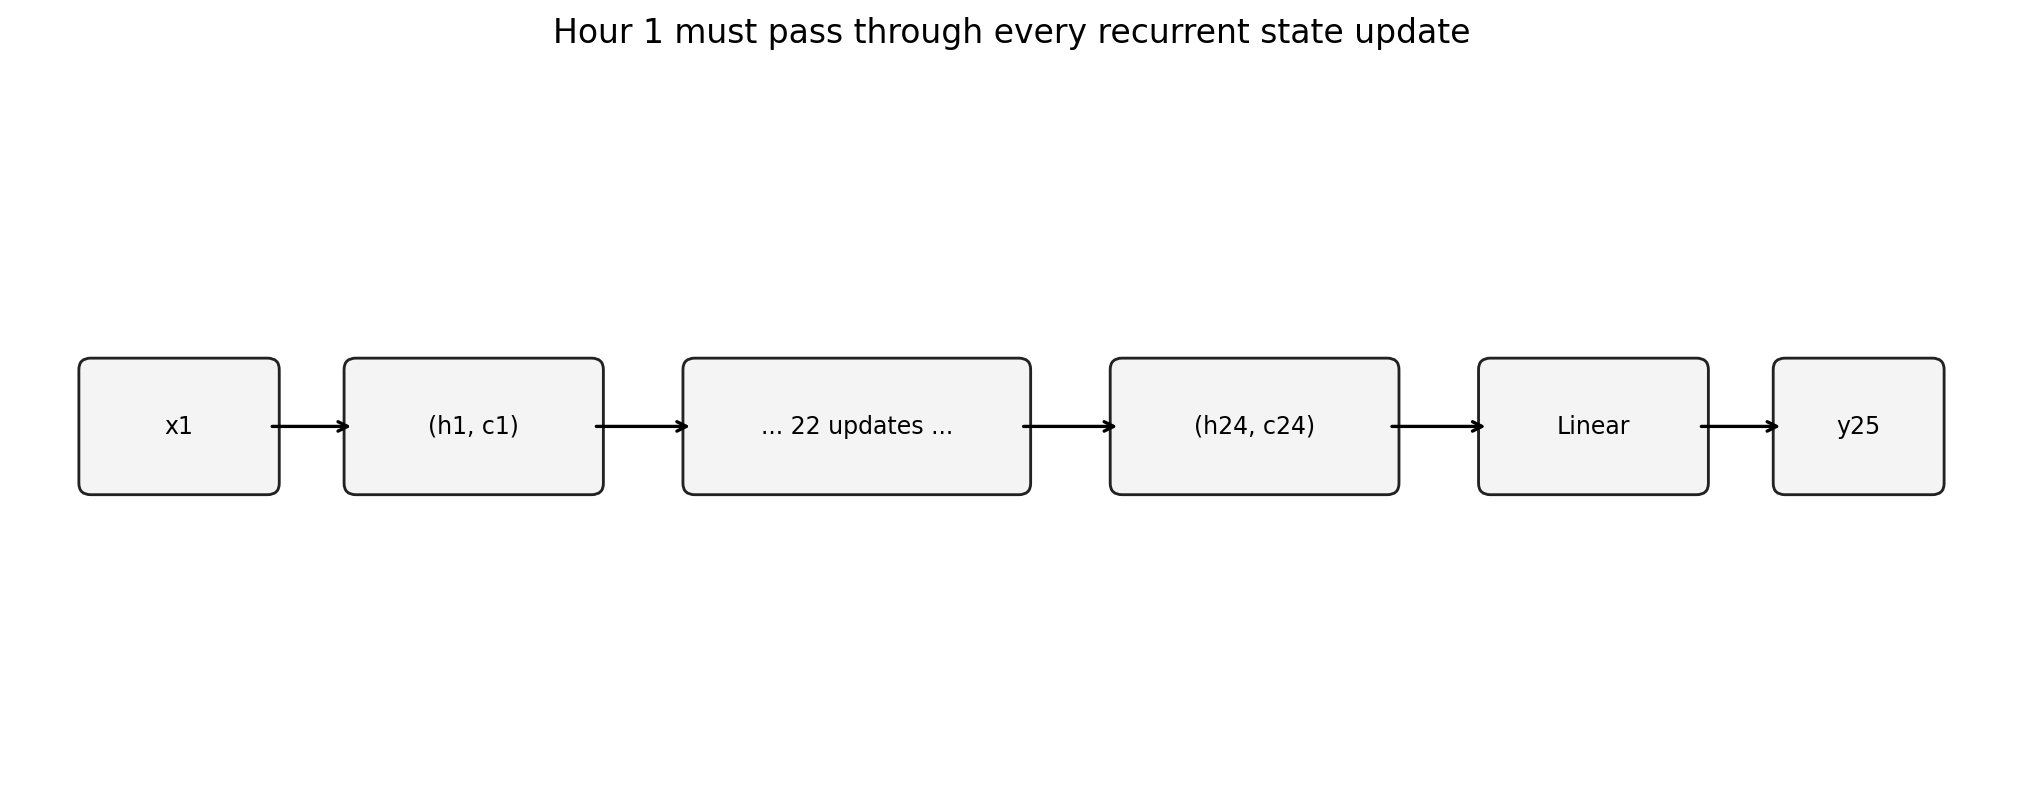 Hour 1 must pass through every recurrent state update
x1
(h1, c1)
... 22 updates ...
(h24, c24)
Linear
y25